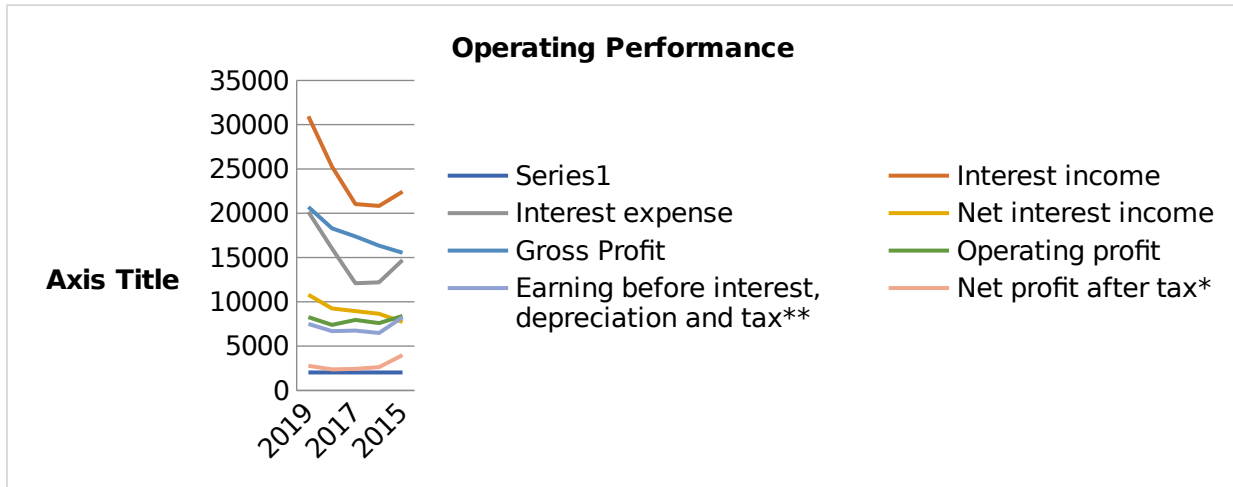 Operating Performance
35000
30000
25000
20000
15000
10000
5000
0
Axis Title
2019
2017
2015
Series1
Interest income
Interest expense
Net interest income
Gross Profit
Operating profit
Earning before interest,
depreciation and tax**
Net profit after tax*